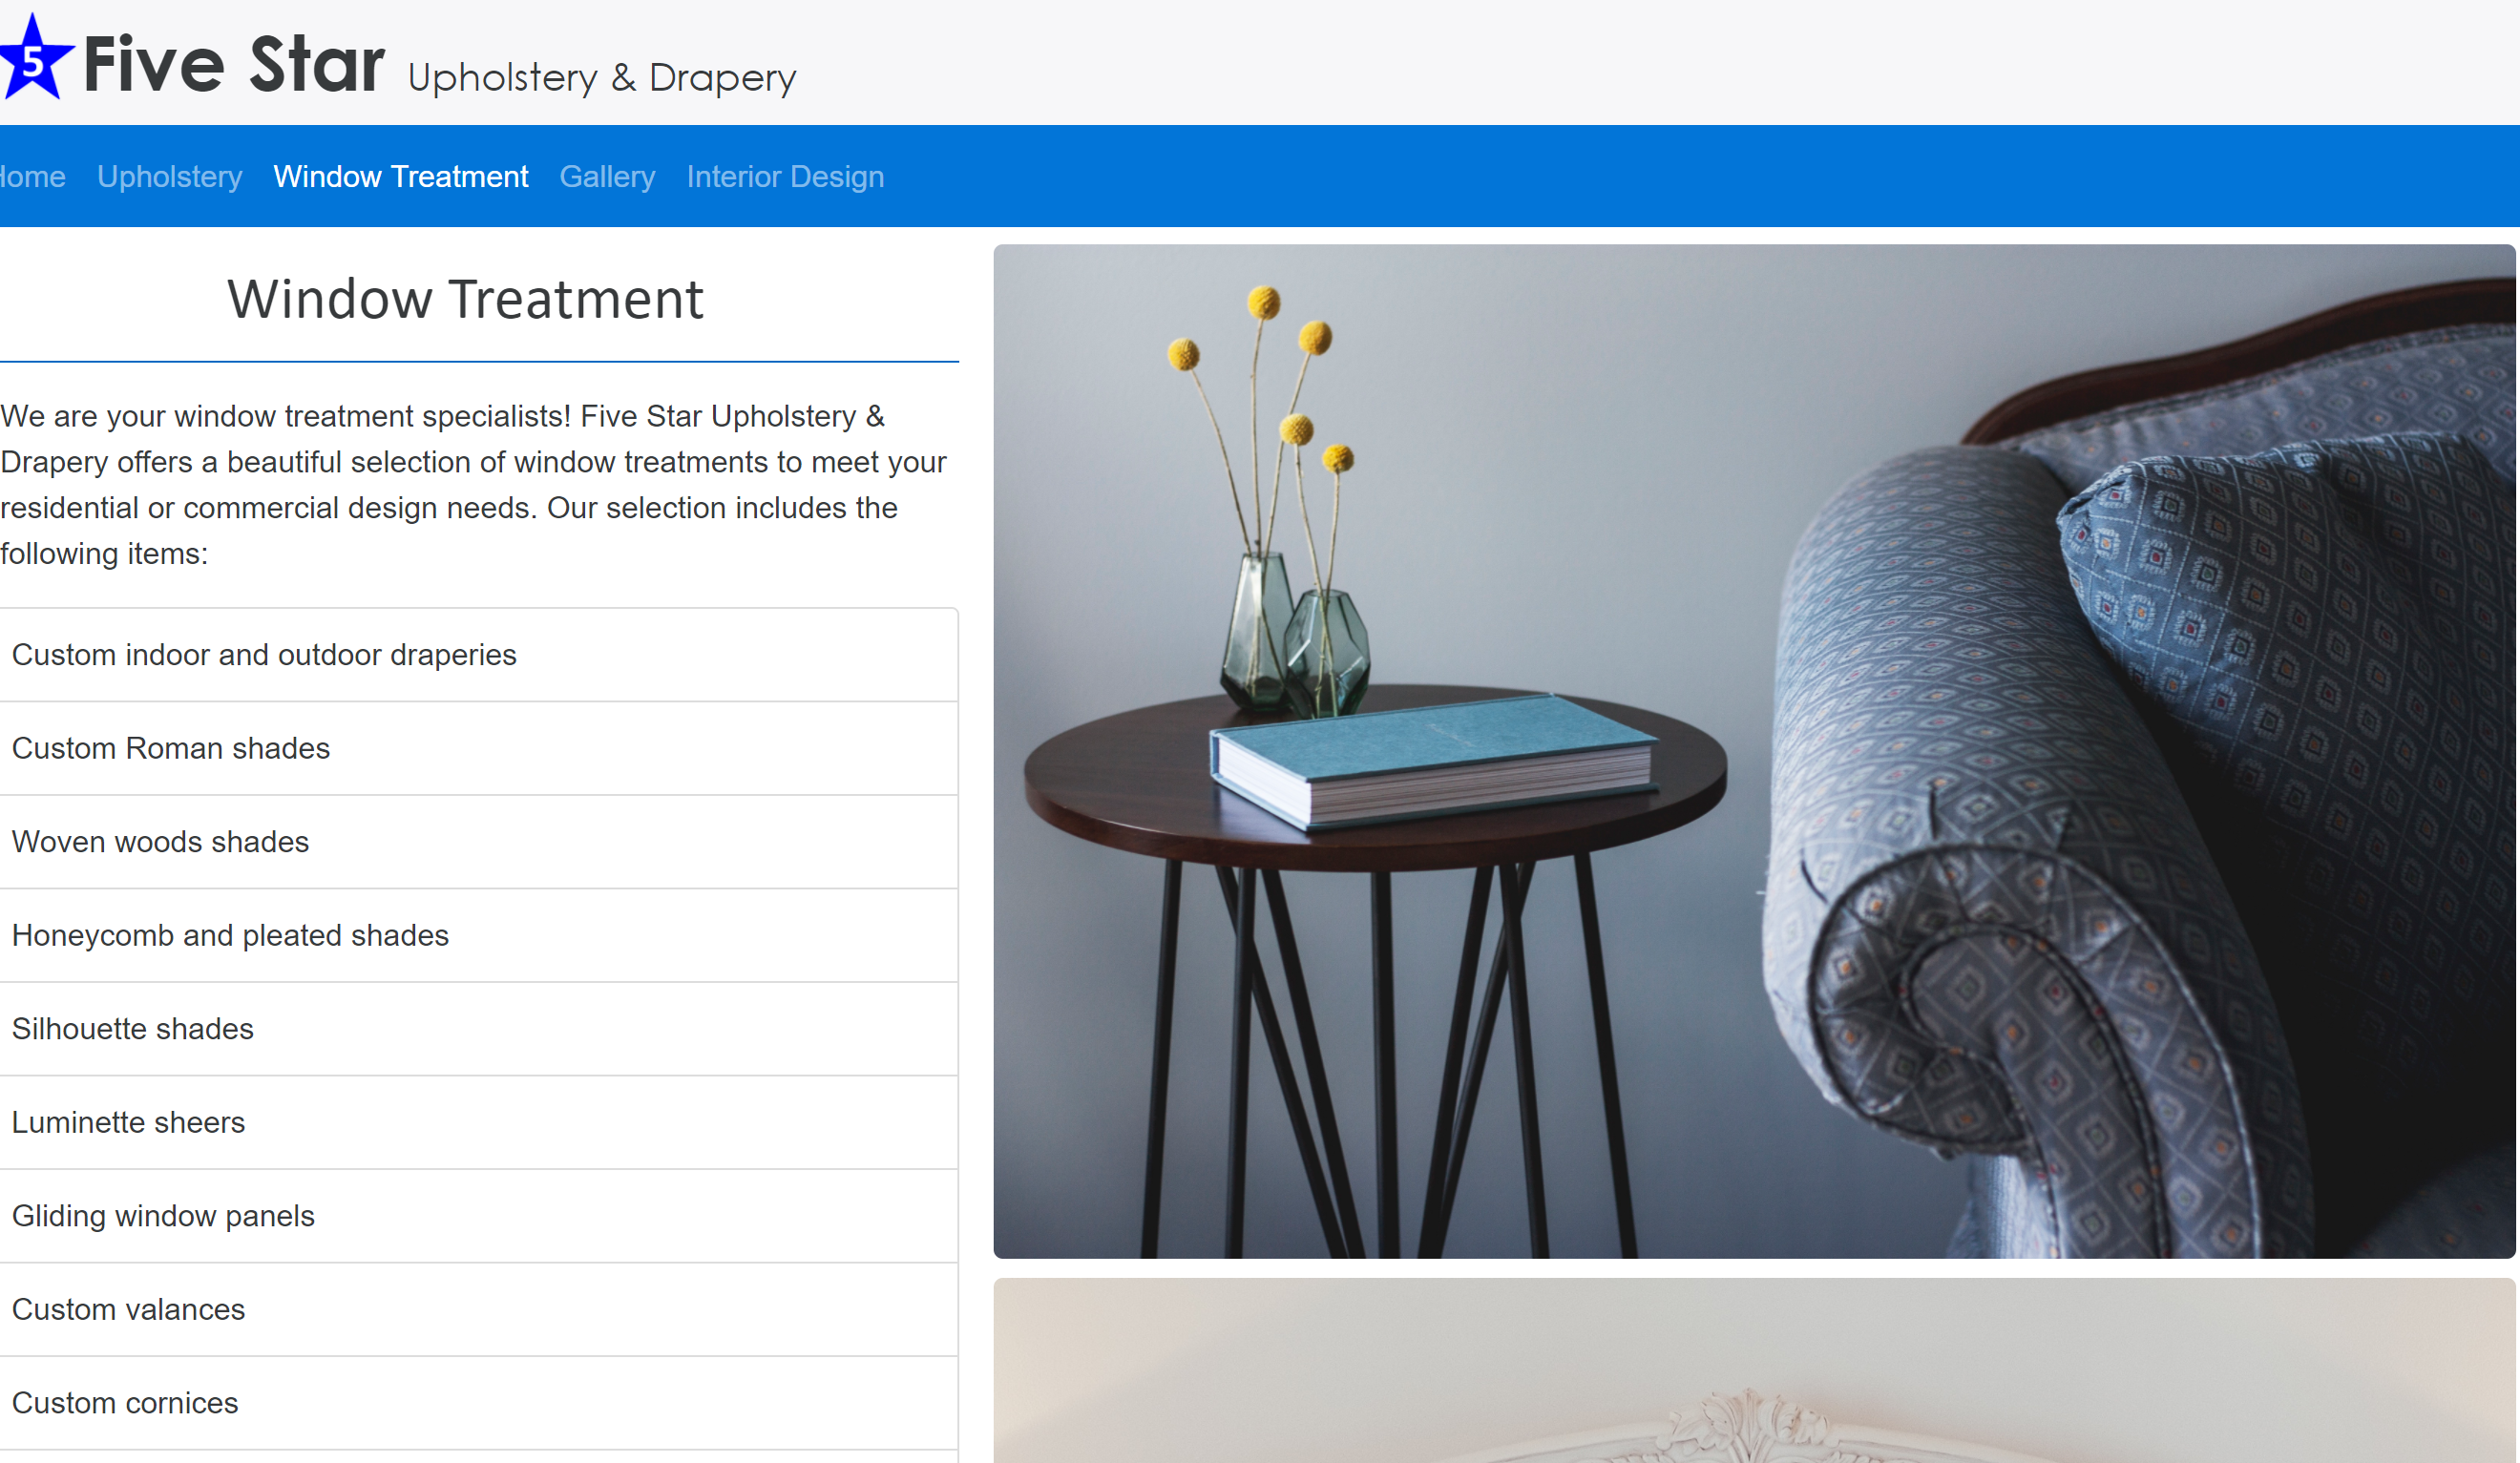 5 Five Star Upholstery & Drapery
Upholstery Window Treatment Gallery Interior Design
Window Treatment
We are your window treatment specialists! Five Star Upholstery &
Drapery offers a beautiful selection of window treatments to meet your
residential or commercial design needs. Our selection includes the
following items:
Custom indoor and outdoor draperies
Custom Roman shades
Woven woods shades
Honeycomb and pleated shades
Silhouette shades
Luminette sheers
Gliding window panels
Custom valances
Custom cornices